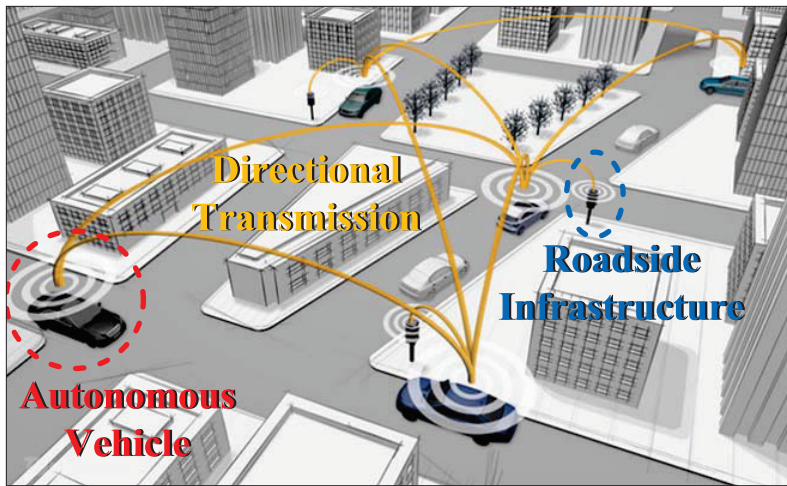 Directional
Transmission
Roadside
Infrastructure
Autonomous
Vehicle